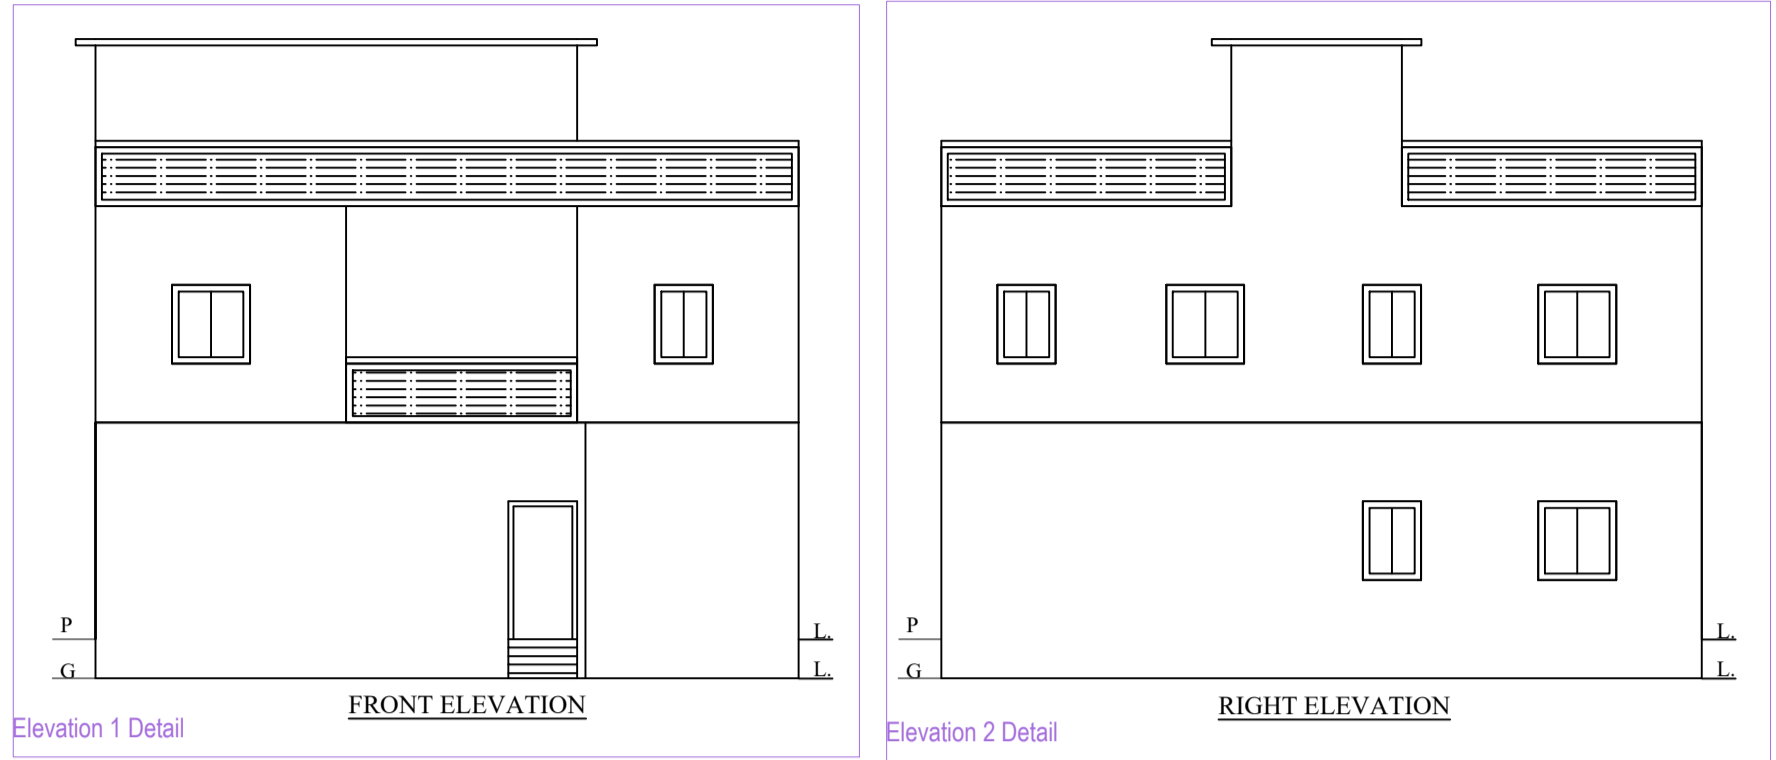 P
L.
G
L.
FRONT ELEVATION
Elevation 1 Detail
P
L.
G
L.
RIGHT ELEVATION
Elevation 2 Detail